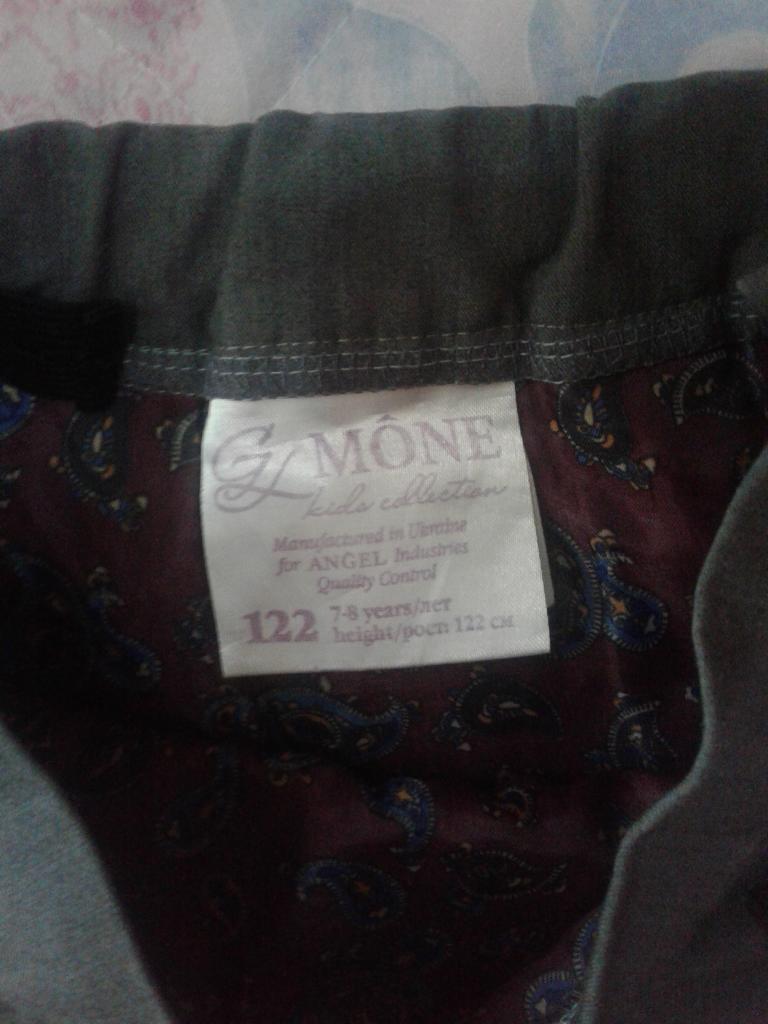 GL MÔNE
kids collection
Manufactured in Ukraine
for ANGEL Industries
Quality Control
122 7-8 years/лет
height/рост: 122 см